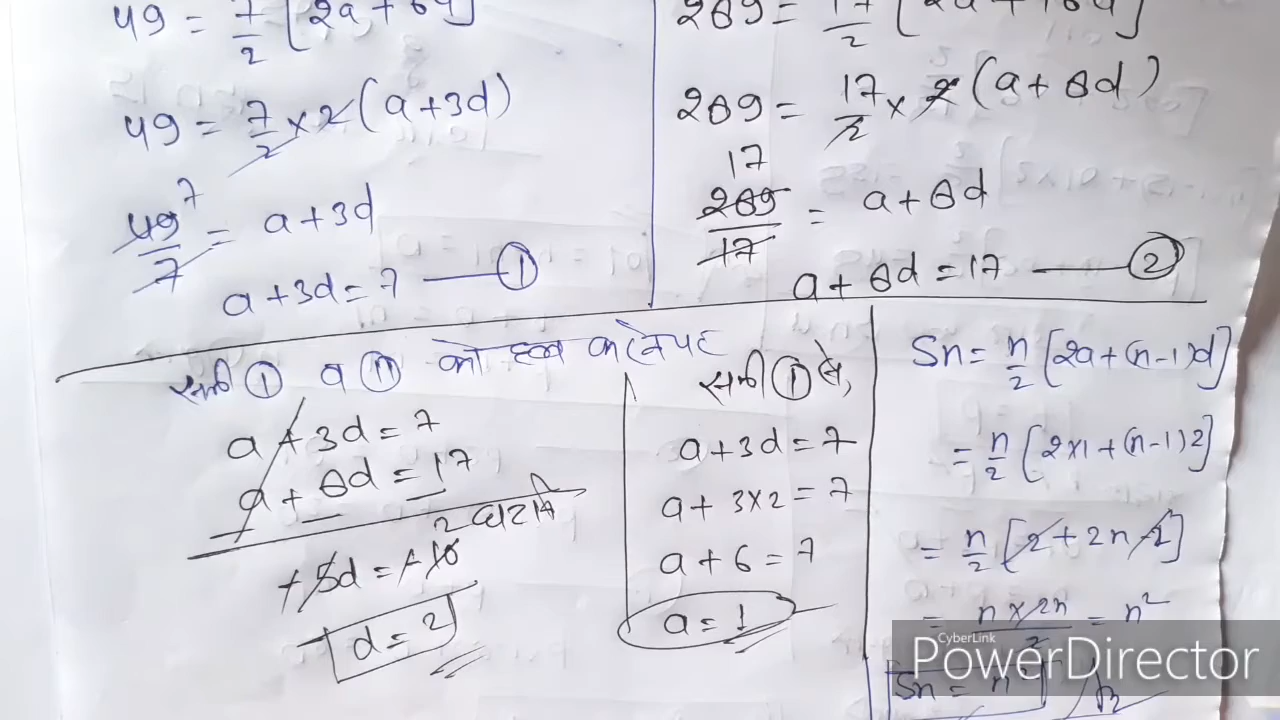 49 = 7/2 [2a + 6d]
49 = 7/2 × 2 (a + 3d)
49/7 7 = a + 3d
a + 3d = 7 — ①
289 = 17/2 [2a + 16d]
289 = 17/2 × 2 (a + 8d)
17
289/17 = a + 8d
a + 8d = 17 — ②
समी ① व ⑪ को हल करने पर
a + 3d = 7
a + 8d = 17
घटाने
2
+5d = +10
d = 2
समी ① से,
a + 3d = 7
a + 3×2 = 7
a + 6 = 7
a = 1
Sn = n/2 [2a + (n-1)d]
= n/2 [2×1 + (n-1)2]
= n/2 [2 + 2n - 2]
= n × 2n/2 = n²
Sn = n²
CyberLink
PowerDirector